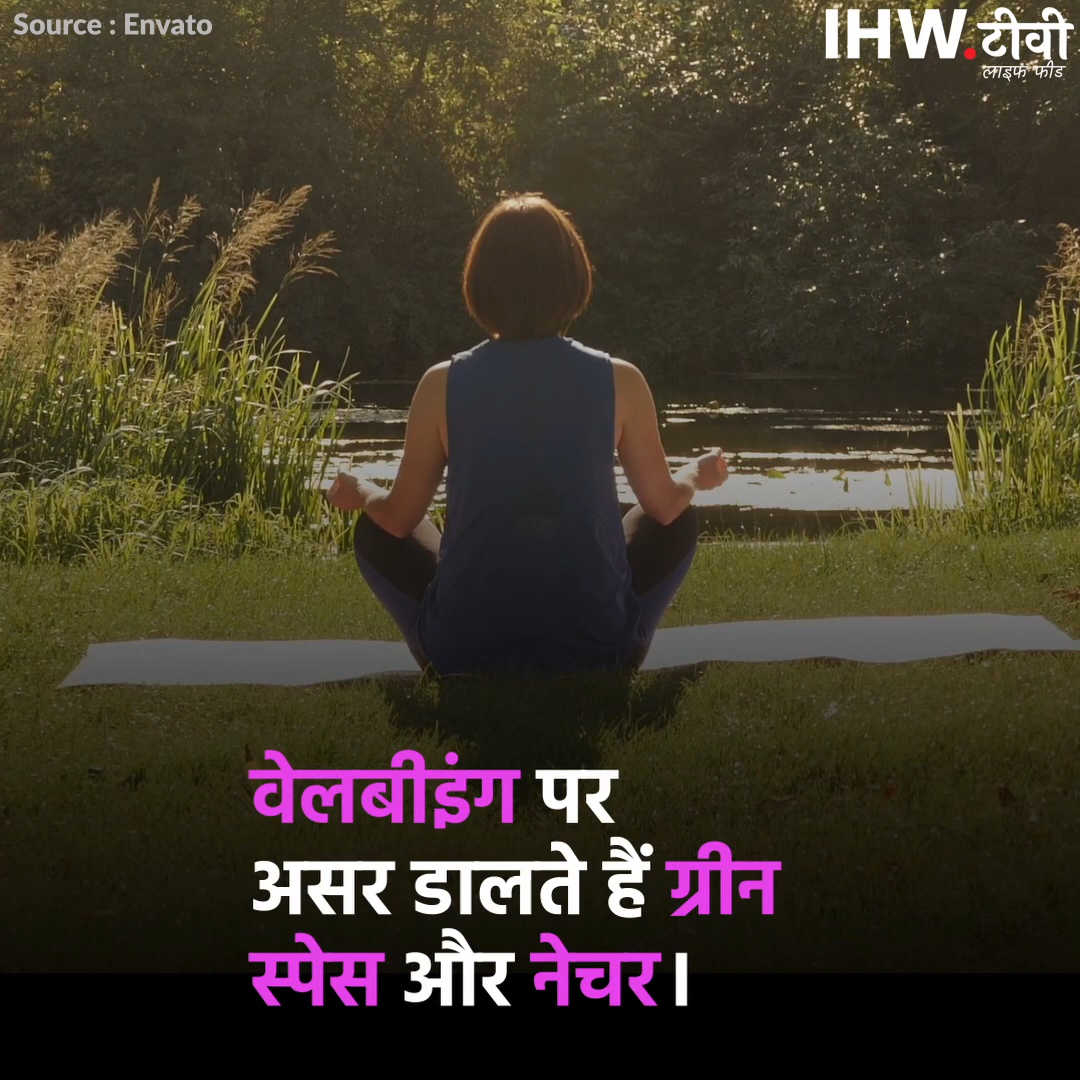 Source : Envato
IHW.टीवी
लाइफ फीड
वेलबीइंग पर
असर डालते हैं ग्रीन
स्पेस और नेचर।